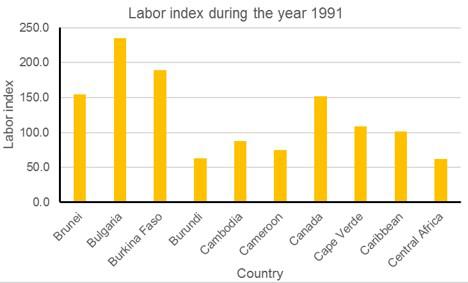 Labor index during the year 1991
Labor index
250.0
200.0
150.0
100.0
50.0
0.0
Brunei
Bulgaria
Burkina Faso
Burundi
Cambodia
Cameroon
Canada
Cape Verde
Caribbean
Central Africa
Country